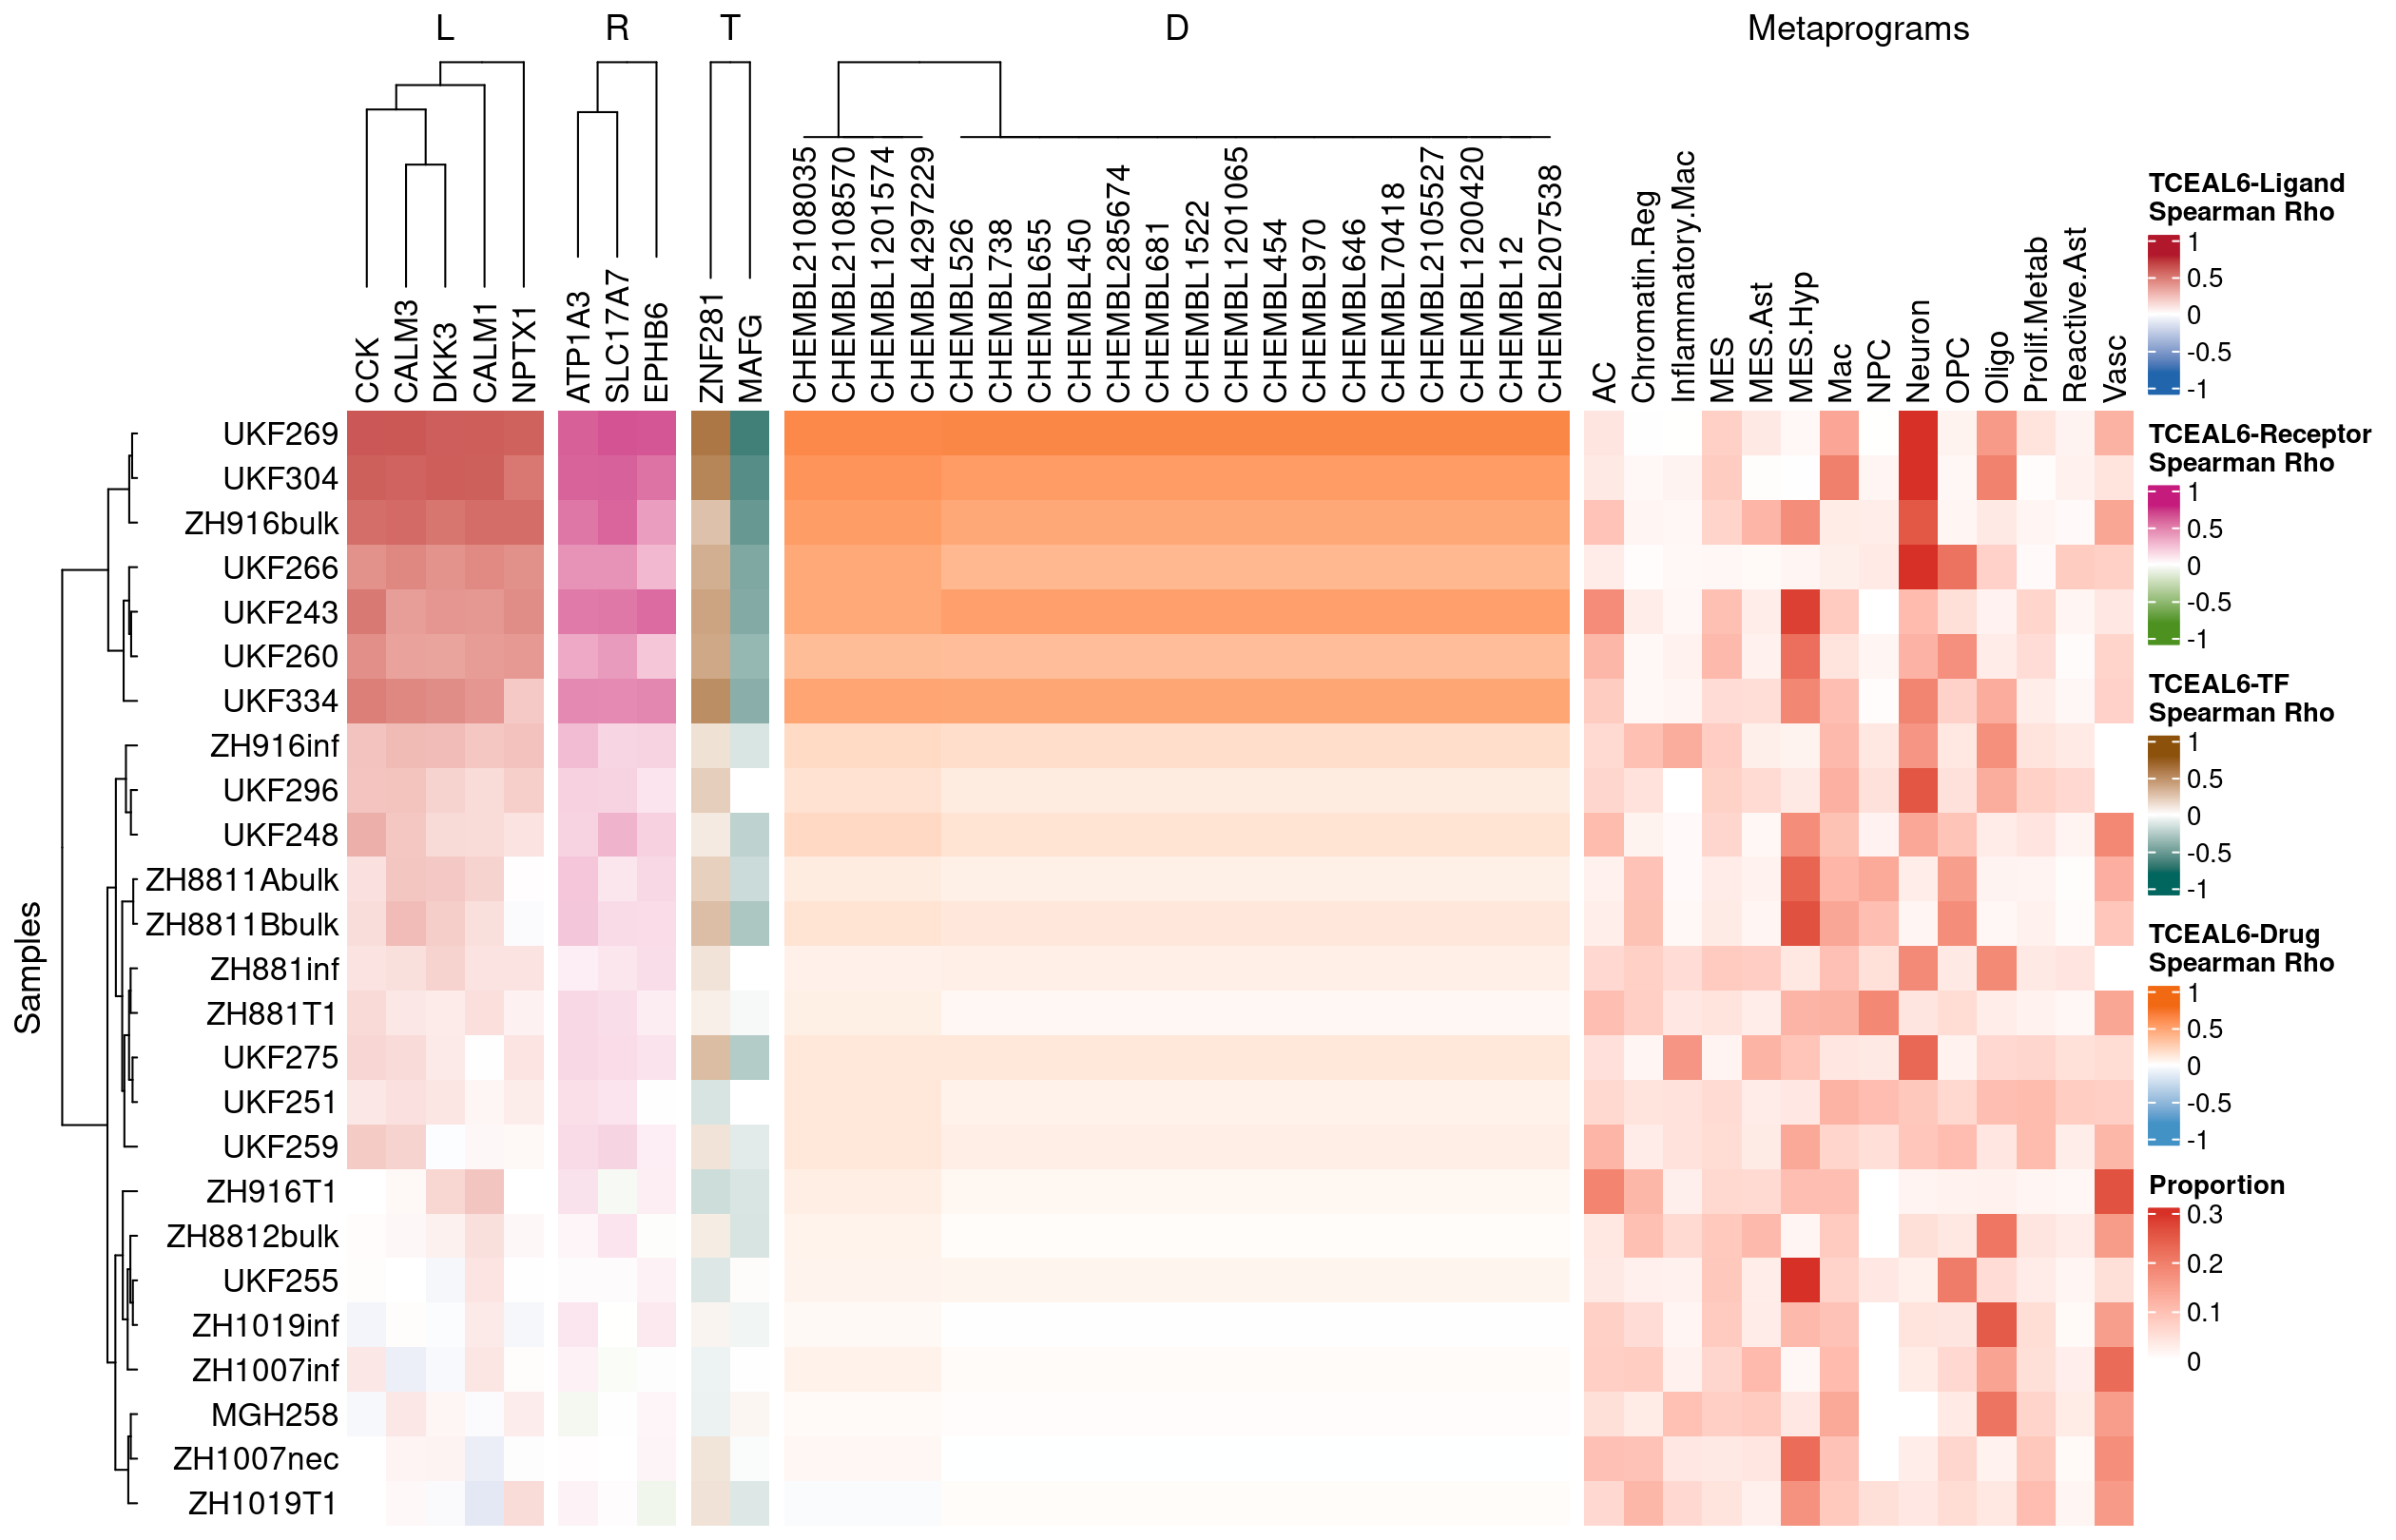 L R T D Metaprograms
CCK CALM3 DKK3 CALM1 NPTX1 ATP1A3 SLC17A7 EPHB6 ZNF281 MAFG CHEMBL2108035 CHEMBL2108570 CHEMBL1201574 CHEMBL4297229 CHEMBL526 CHEMBL738 CHEMBL655 CHEMBL450 CHEMBL285674 CHEMBL681 CHEMBL1522 CHEMBL1201065 CHEMBL454 CHEMBL970 CHEMBL646 CHEMBL70418 CHEMBL2105527 CHEMBL1200420 CHEMBL12 CHEMBL207538 AC Chromatin.Reg Inflammatory.Mac MES MES.Ast MES.Hyp Mac NPC Neuron OPC Oligo Prolif.Metab Reactive.Ast Vasc
Samples
UKF269
UKF304
ZH916bulk
UKF266
UKF243
UKF260
UKF334
ZH916inf
UKF296
UKF248
ZH8811Abulk
ZH8811Bbulk
ZH881inf
ZH881T1
UKF275
UKF251
UKF259
ZH916T1
ZH8812bulk
UKF255
ZH1019inf
ZH1007inf
MGH258
ZH1007nec
ZH1019T1
TCEAL6-Ligand
Spearman Rho
1
0.5
0
-0.5
-1
TCEAL6-Receptor
Spearman Rho
1
0.5
0
-0.5
-1
TCEAL6-TF
Spearman Rho
1
0.5
0
-0.5
-1
TCEAL6-Drug
Spearman Rho
1
0.5
0
-0.5
-1
Proportion
0.3
0.2
0.1
0